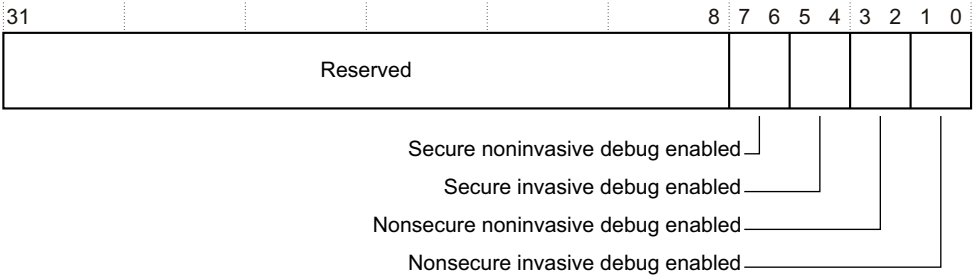 31 8 7 6 5 4 3 2 1 0
Reserved
Secure noninvasive debug enabled
Secure invasive debug enabled
Nonsecure noninvasive debug enabled
Nonsecure invasive debug enabled